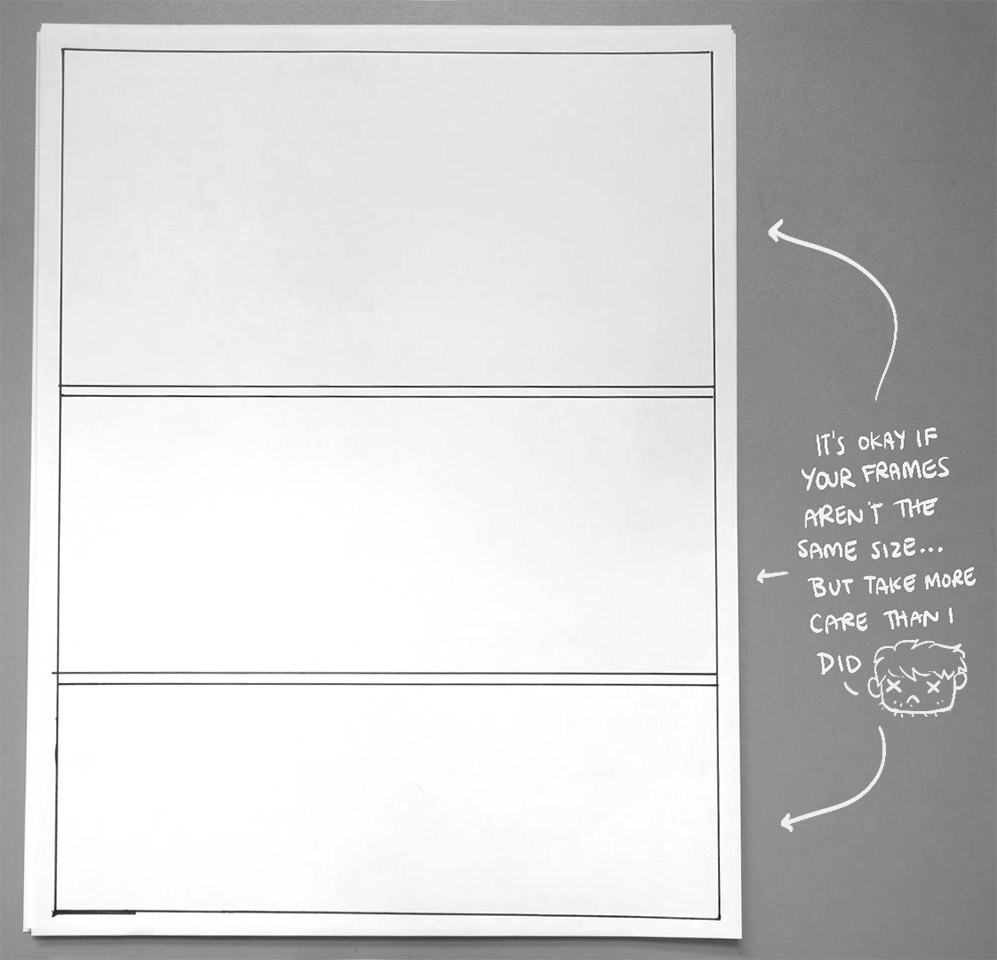 IT'S OKAY IF
YOUR FRAMES
AREN'T THE
SAME SIZE...
BUT TAKE MORE
CARE THAN I
DID